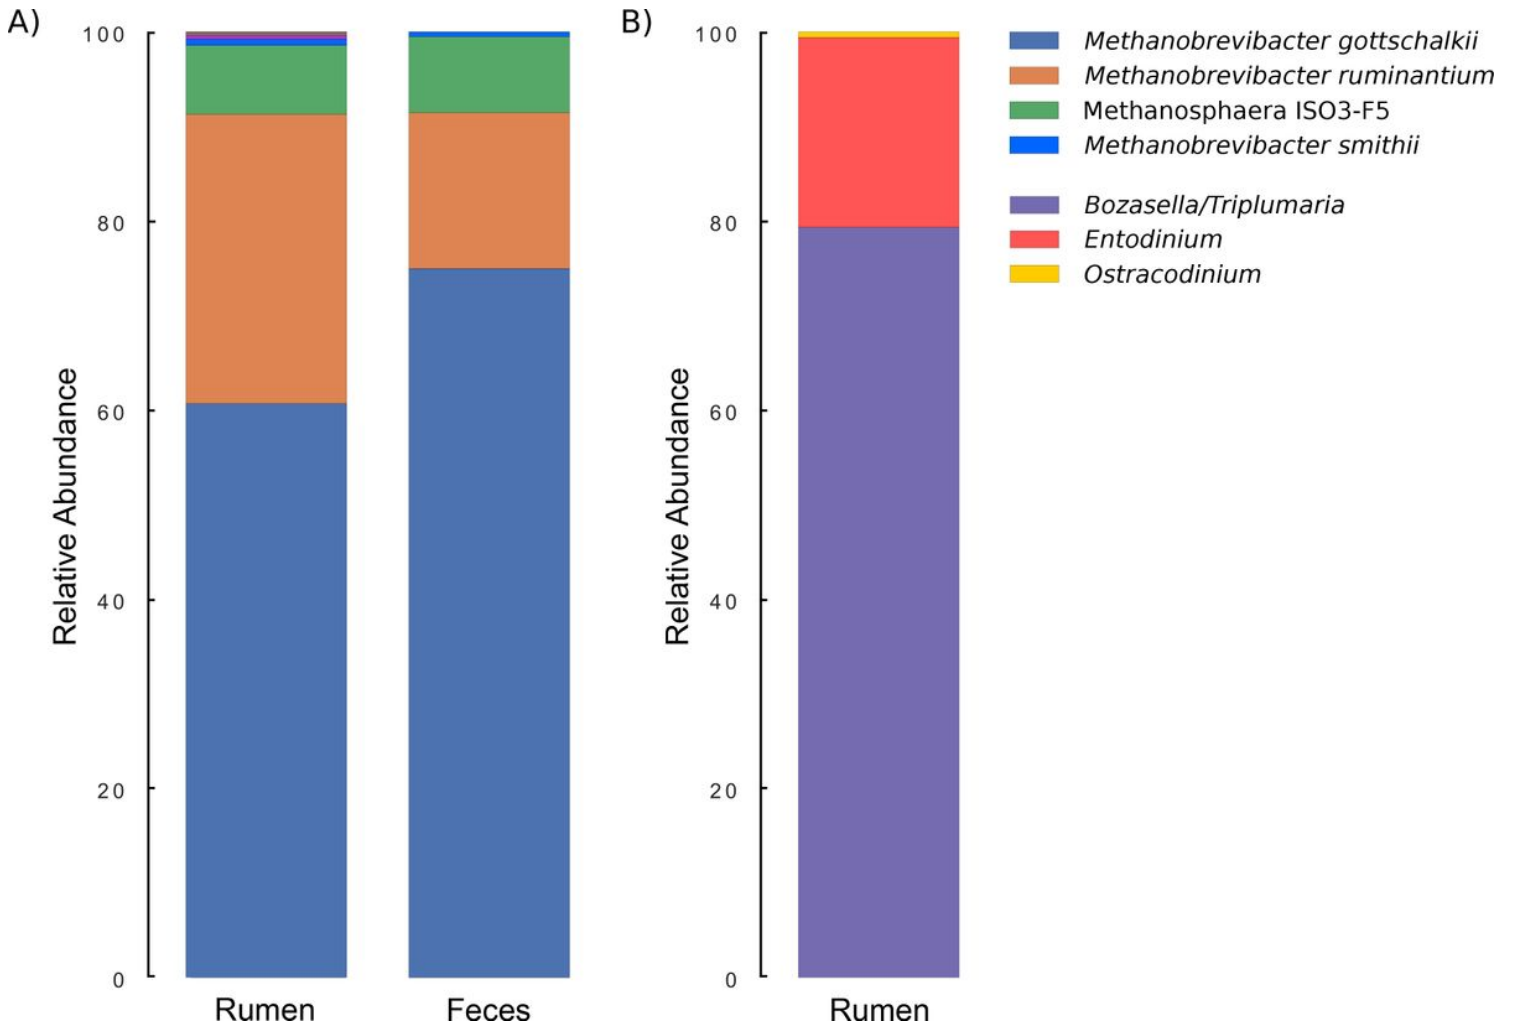 A)
100
80
60
40
20
0
Relative Abundance
Rumen
Feces
B)
100
80
60
40
20
0
Relative Abundance
Rumen
Methanobrevibacter gottschalkii
Methanobrevibacter ruminantium
Methanosphaera ISO3-F5
Methanobrevibacter smithii
Bozasella/Triplumaria
Entodinium
Ostracodinium